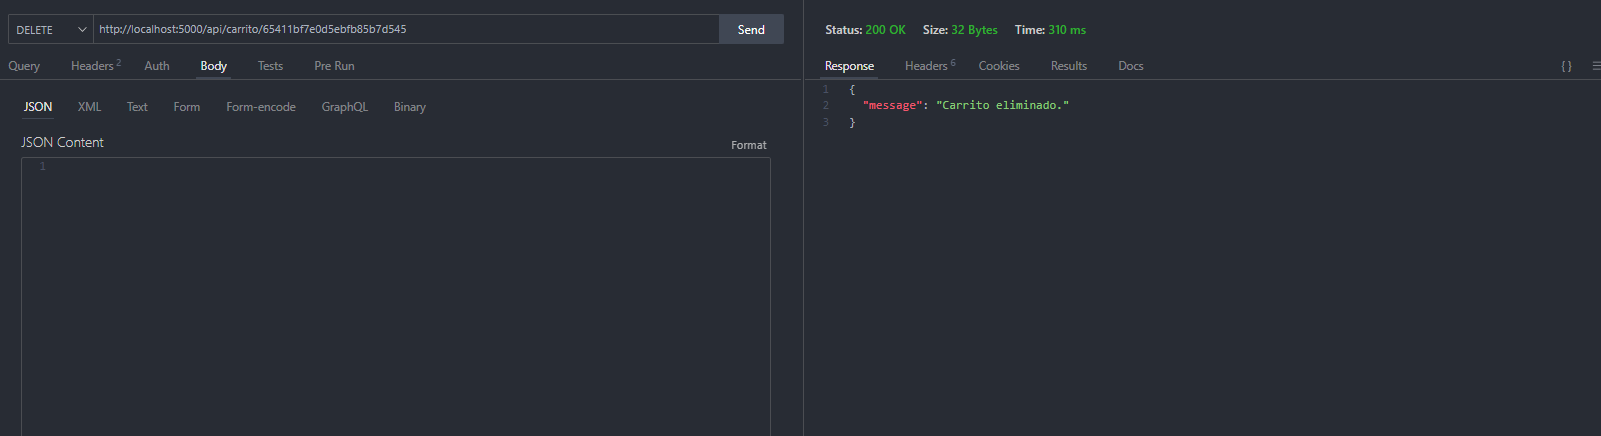 DELETE http://localhost:5000/api/carrito/65411bf7e0d5ebfb85b7d545 Send
Query Headers 2 Auth Body Tests Pre Run
JSON XML Text Form Form-encode GraphQL Binary
JSON Content Format
1
Status: 200 OK Size: 32 Bytes Time: 310 ms
Response Headers 6 Cookies Results Docs { }
1 {
2 "message": "Carrito eliminado."
3 }